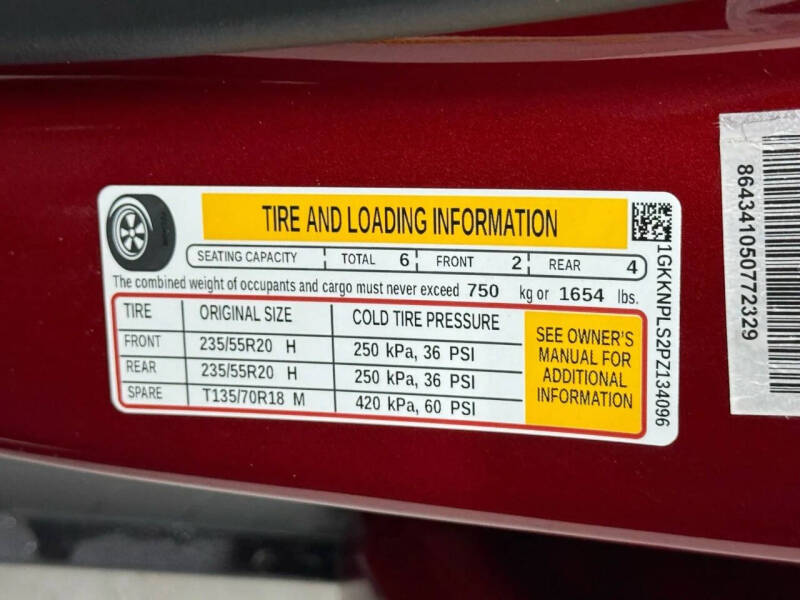 TIRE AND LOADING INFORMATION
SEATING CAPACITY TOTAL 6 FRONT 2 REAR 4
The combined weight of occupants and cargo must never exceed 750 kg or 1654 lbs.
TIRE ORIGINAL SIZE COLD TIRE PRESSURE
FRONT 235/55R20 H 250 kPa, 36 PSI
REAR 235/55R20 H 250 kPa, 36 PSI
SPARE T135/70R18 M 420 kPa, 60 PSI
SEE OWNER'S
MANUAL FOR
ADDITIONAL
INFORMATION
1GKKNPLS2PZ134096
864341050772329